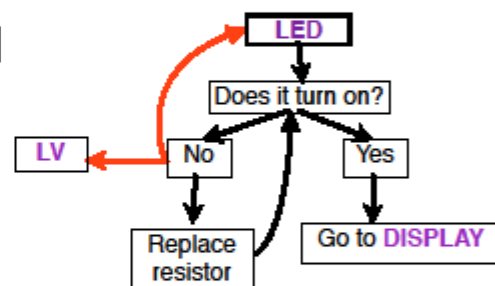 LED
Does it turn on?
LV
No
Yes
Replace
resistor
Go to DISPLAY